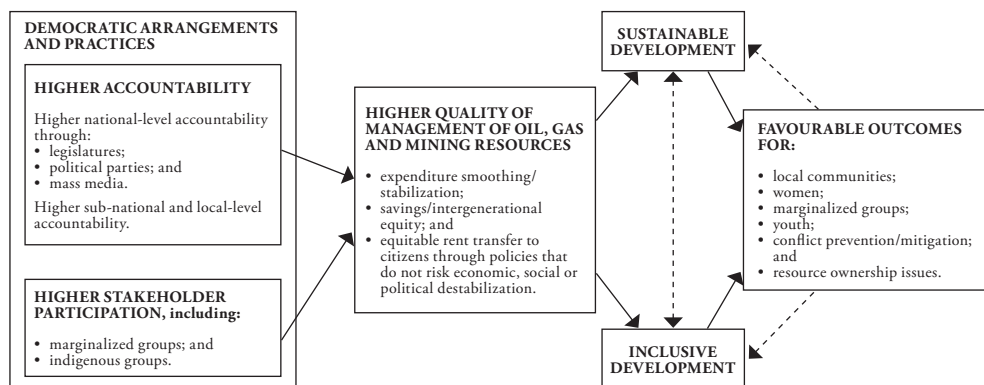 DEMOCRATIC ARRANGEMENTS
AND PRACTICES
HIGHER ACCOUNTABILITY
Higher national-level accountability
through:
• legislatures;
• political parties; and
• mass media.
Higher sub-national and local-level
accountability.
HIGHER STAKEHOLDER
PARTICIPATION, including:
• marginalized groups; and
• indigenous groups.
HIGHER QUALITY OF
MANAGEMENT OF OIL, GAS
AND MINING RESOURCES
• expenditure smoothing/
stabilization;
• savings/intergenerational
equity; and
• equitable rent transfer to
citizens through policies that
do not risk economic, social or
political destabilization.
SUSTAINABLE
DEVELOPMENT
INCLUSIVE
DEVELOPMENT
FAVOURABLE OUTCOMES
FOR:
• local communities;
• women;
• marginalized groups;
• youth;
• conflict prevention/mitigation;
and
• resource ownership issues.